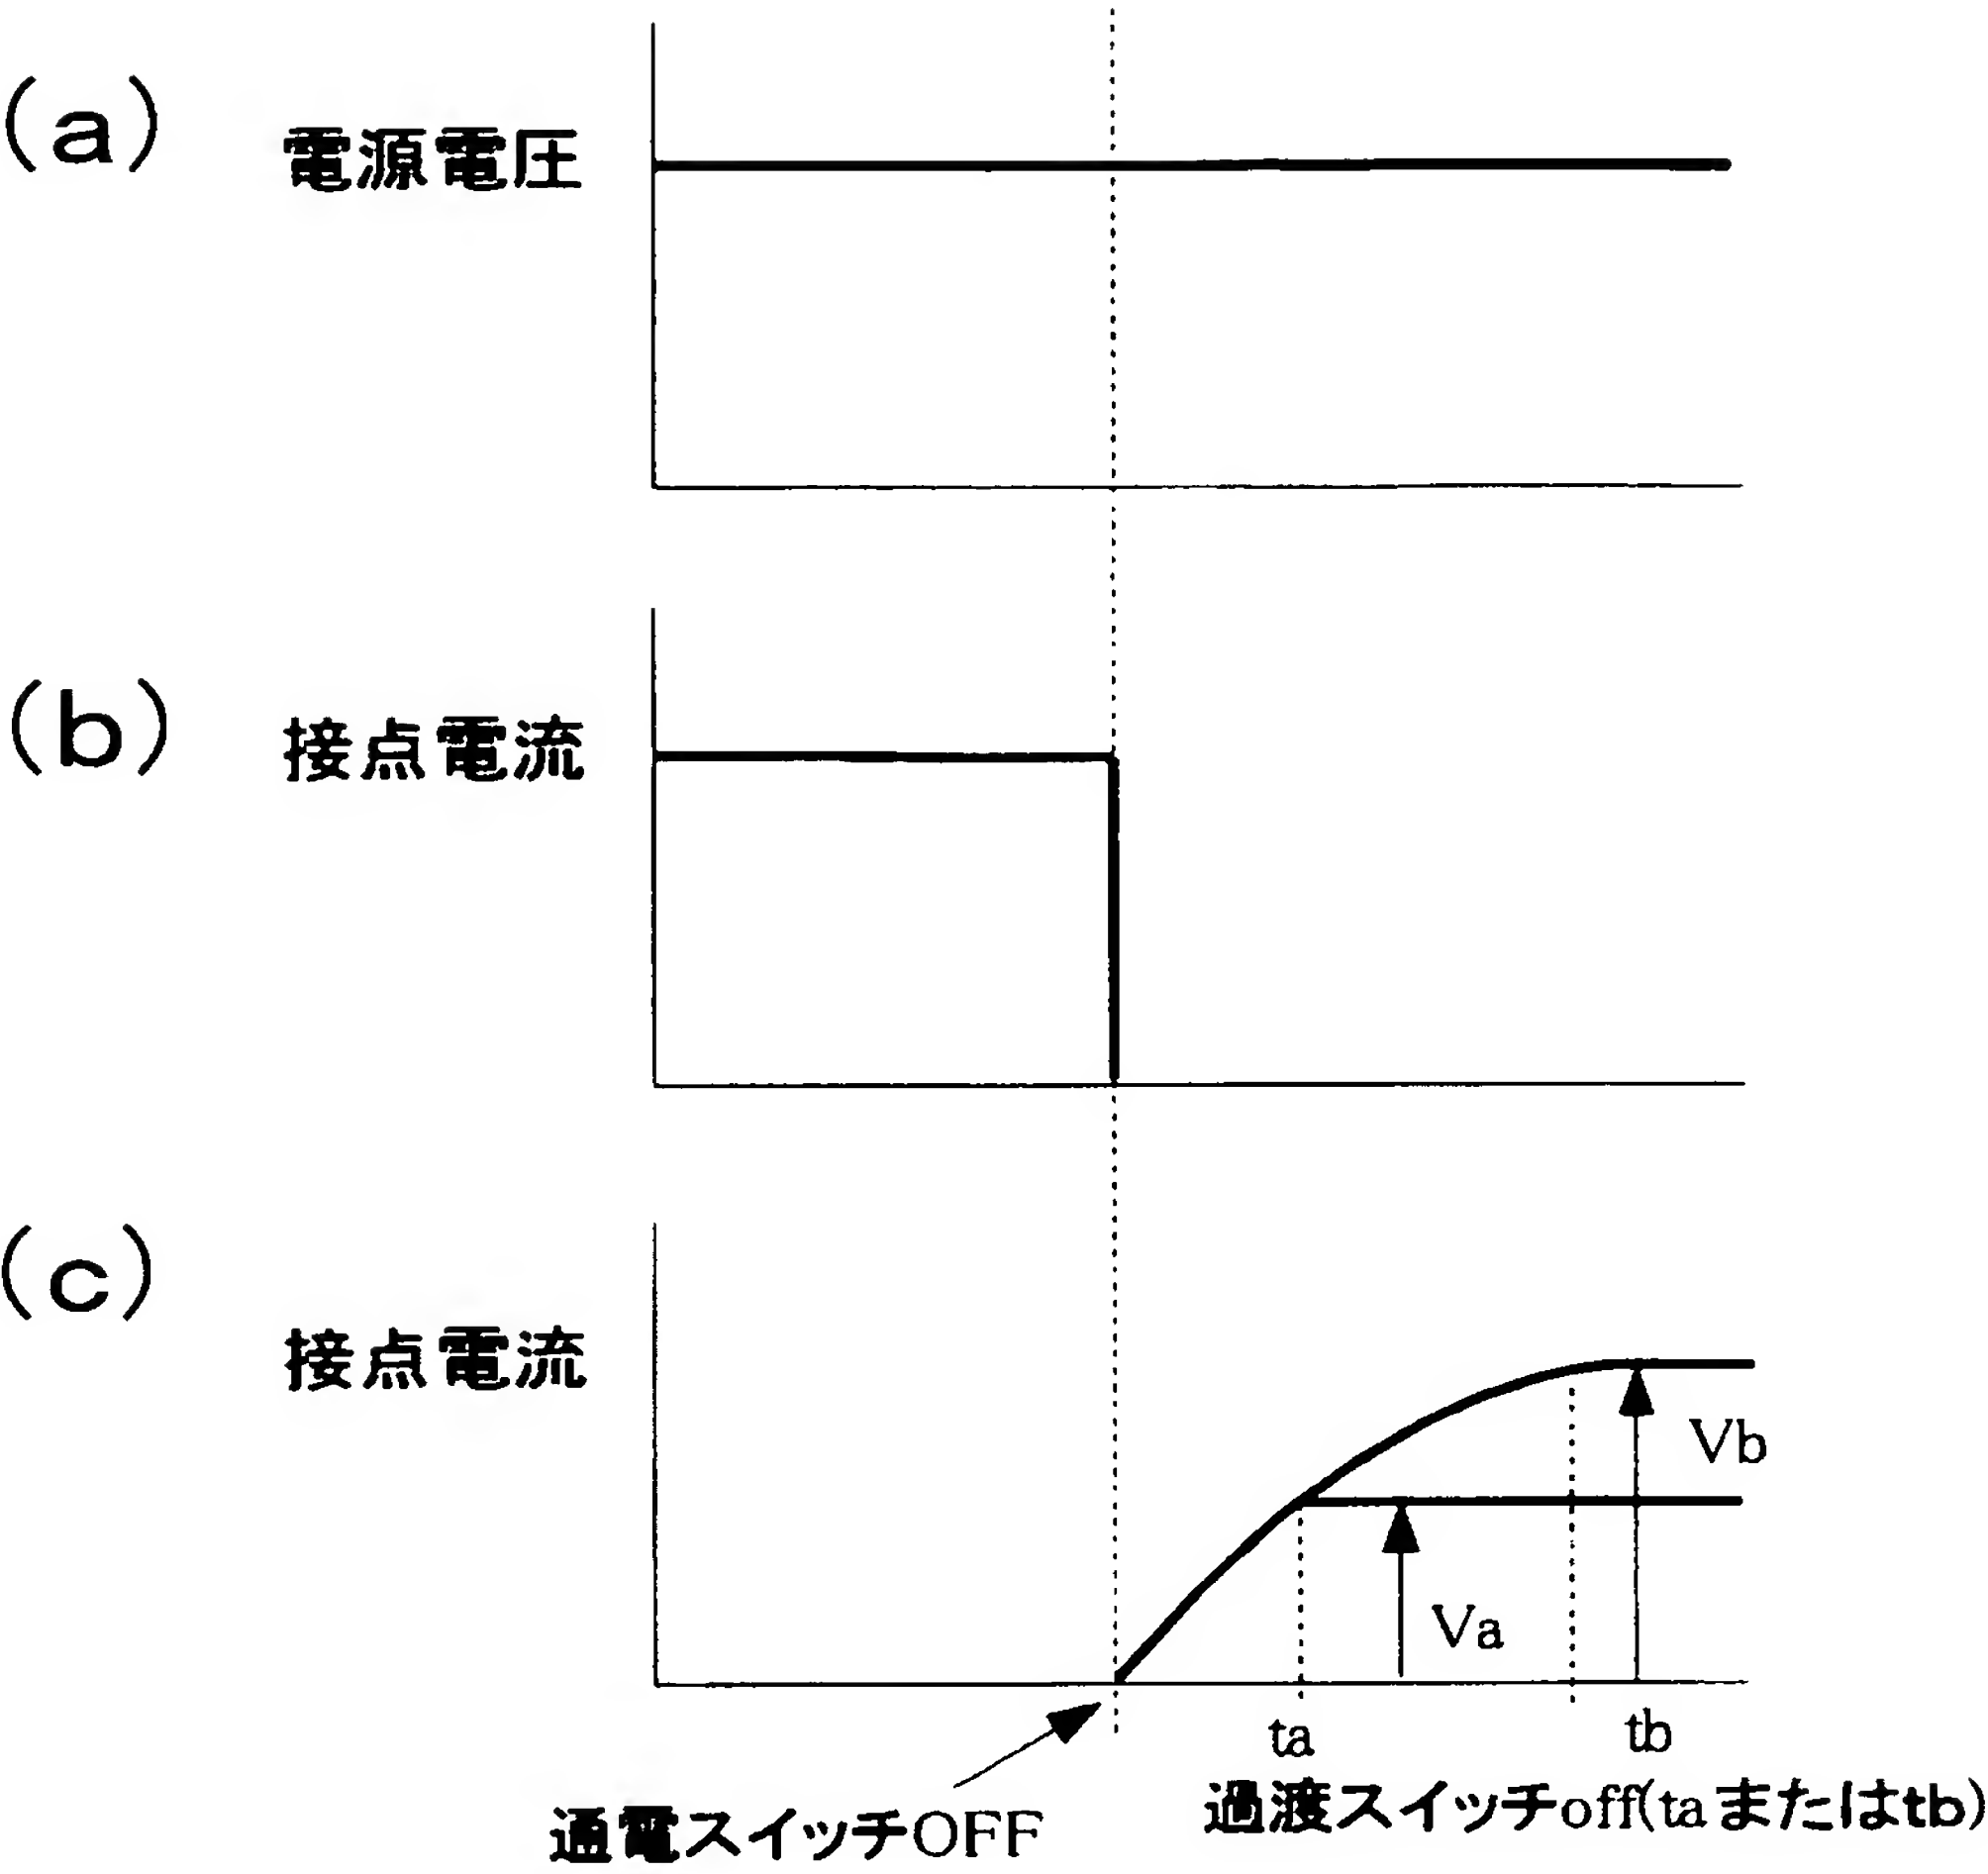 (a) 電源電圧
(b) 接点電流
(c)
接点電流
Vb
Va
ta tb
過渡スイッチoff(taまたはtb)
通電スイッチOFF